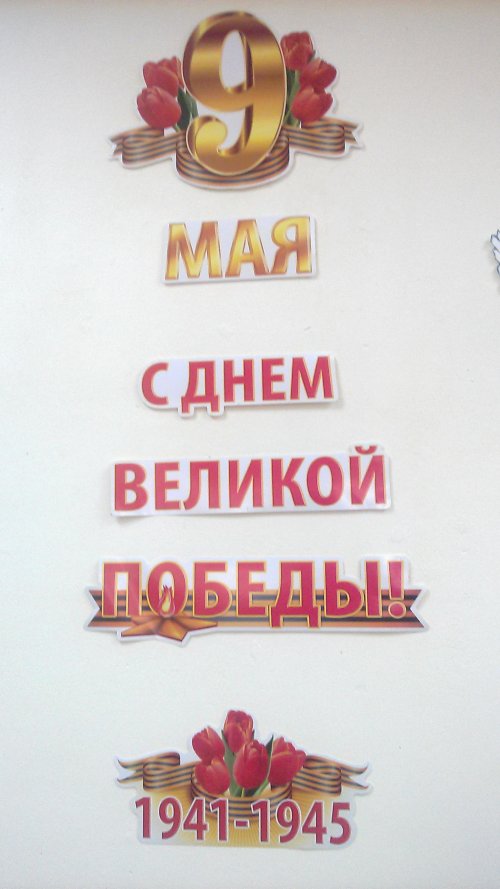 9
МАЯ
С ДНЕМ
ВЕЛИКОЙ
ПОБЕДЫ!
1941-1945